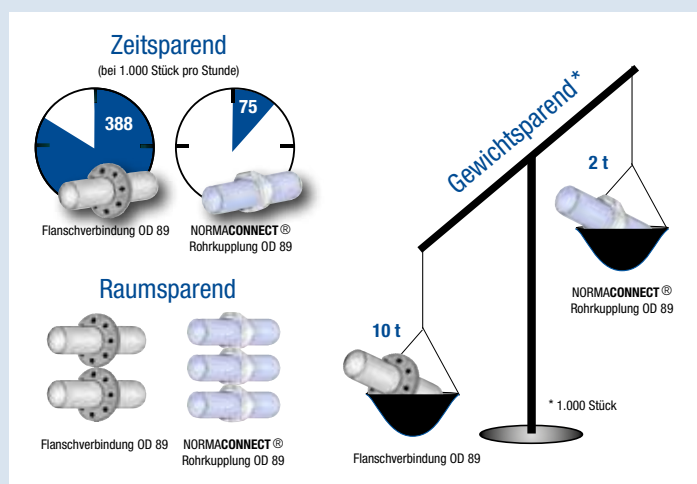 Zeitsparend
(bei 1.000 Stück pro Stunde)
388
75
Flanschverbindung OD 89
NORMACONNECT®
Rohrkupplung OD 89
Raumsparend
Flanschverbindung OD 89
NORMACONNECT®
Rohrkupplung OD 89
Gewichtsparend*
2 t
NORMACONNECT®
Rohrkupplung OD 89
10 t
* 1.000 Stück
Flanschverbindung OD 89